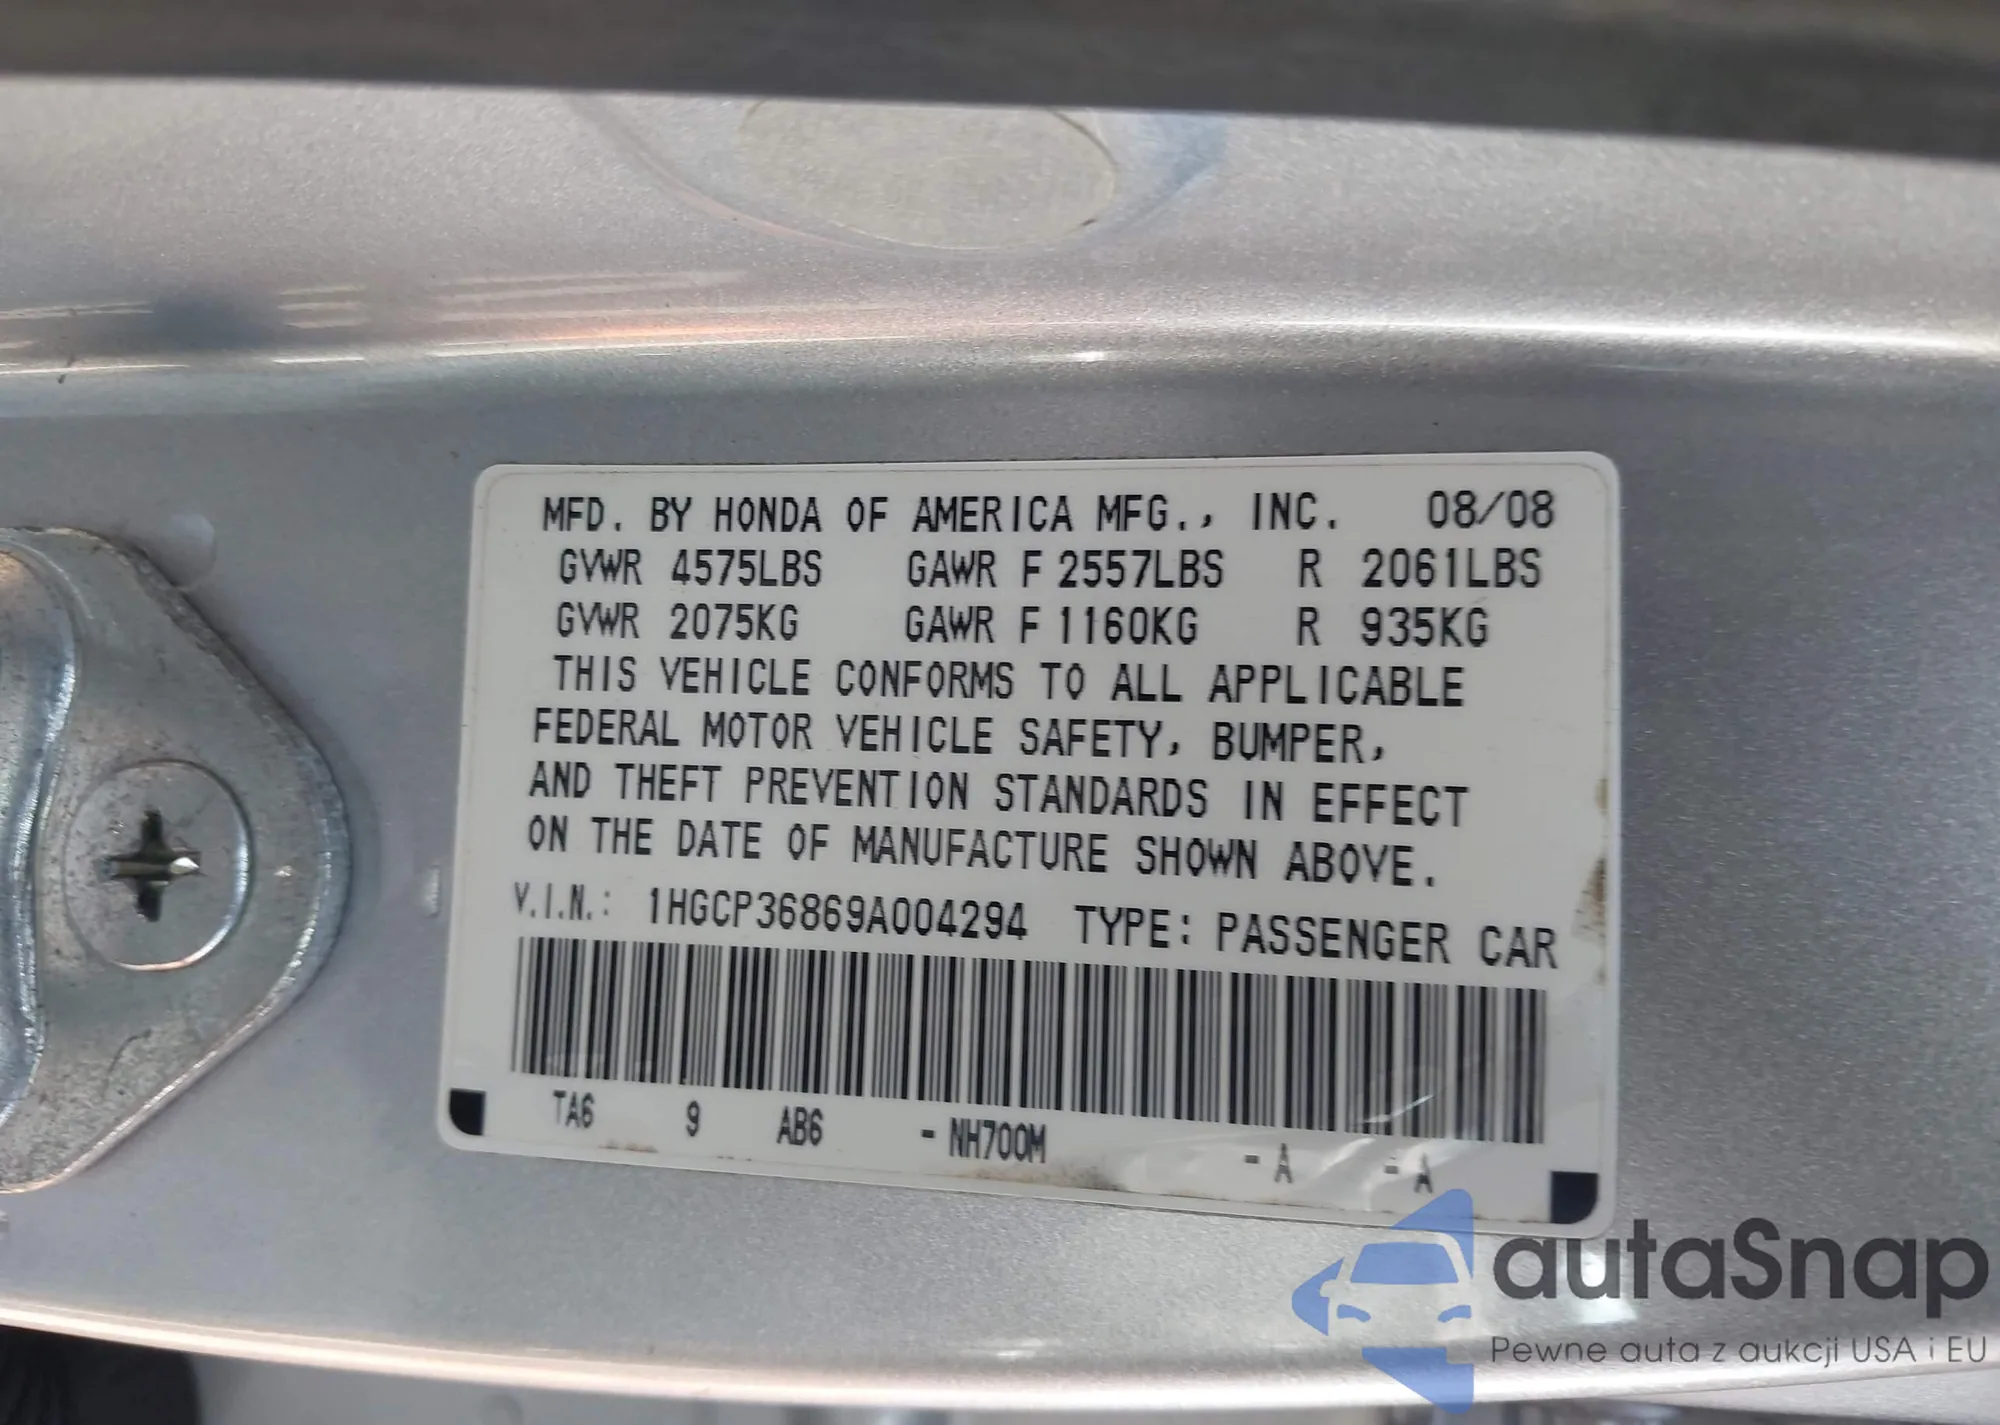 MFD. BY HONDA OF AMERICA MFG., INC. 08/08
GVWR 4575LBS GAWR F 2557LBS R 2061LBS
GVWR 2075KG GAWR F 1160KG R 935KG
THIS VEHICLE CONFORMS TO ALL APPLICABLE
FEDERAL MOTOR VEHICLE SAFETY, BUMPER,
AND THEFT PREVENTION STANDARDS IN EFFECT
ON THE DATE OF MANUFACTURE SHOWN ABOVE.
V.I.N.: 1HGCP36869A004294 TYPE: PASSENGER CAR
TA6 9 AB6 - NH700M - A - A
autaSnap
Pewne auta z aukcji USA i EU